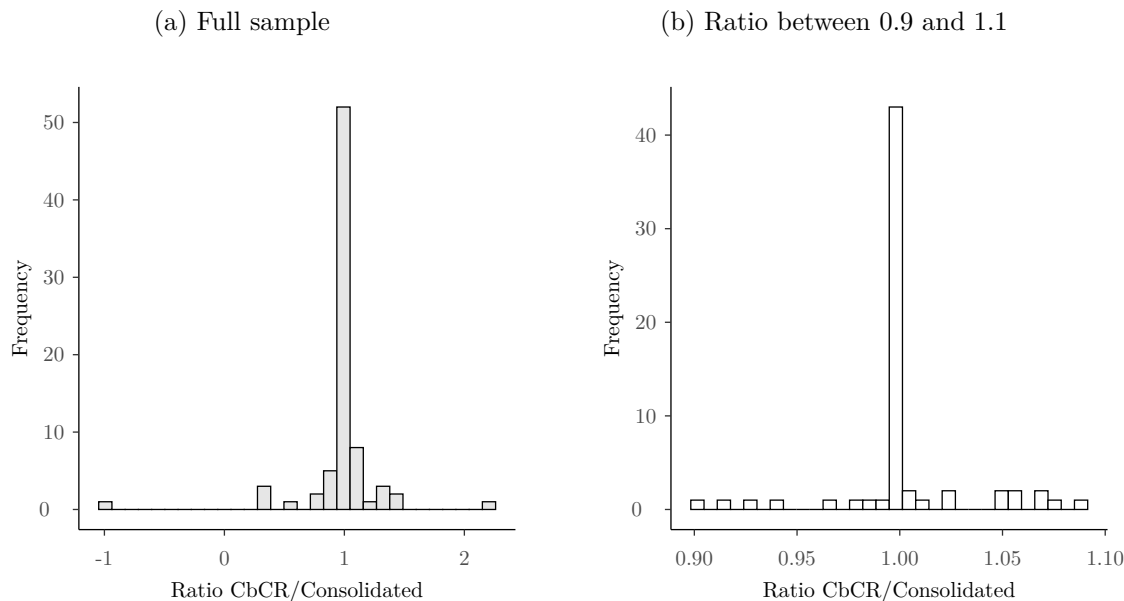 (a) Full sample
Frequency
50
40
30
20
10
0
-1 0 1 2
Ratio CbCR/Consolidated
(b) Ratio between 0.9 and 1.1
Frequency
40
30
20
10
0
0.90 0.95 1.00 1.05 1.10
Ratio CbCR/Consolidated